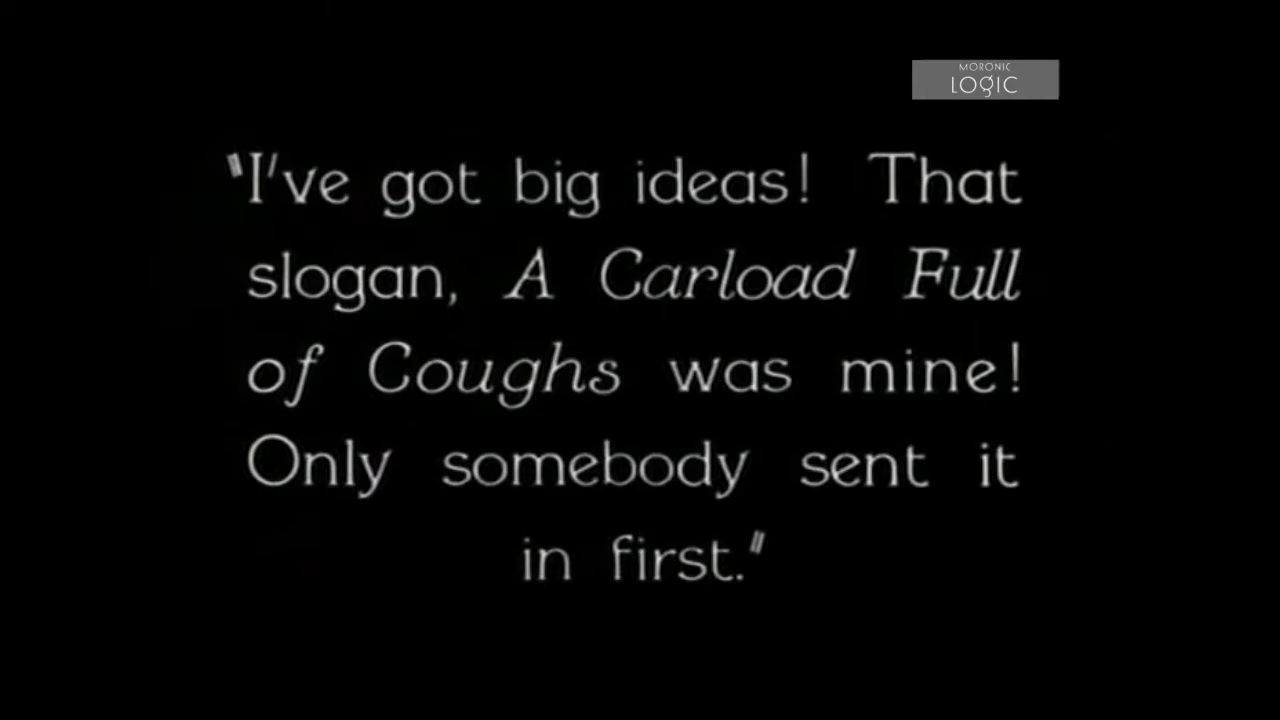 MORONIC
LOGIC
"I've got big ideas! That
slogan, A Carload Full
of Coughs was mine!
Only somebody sent it
in first."